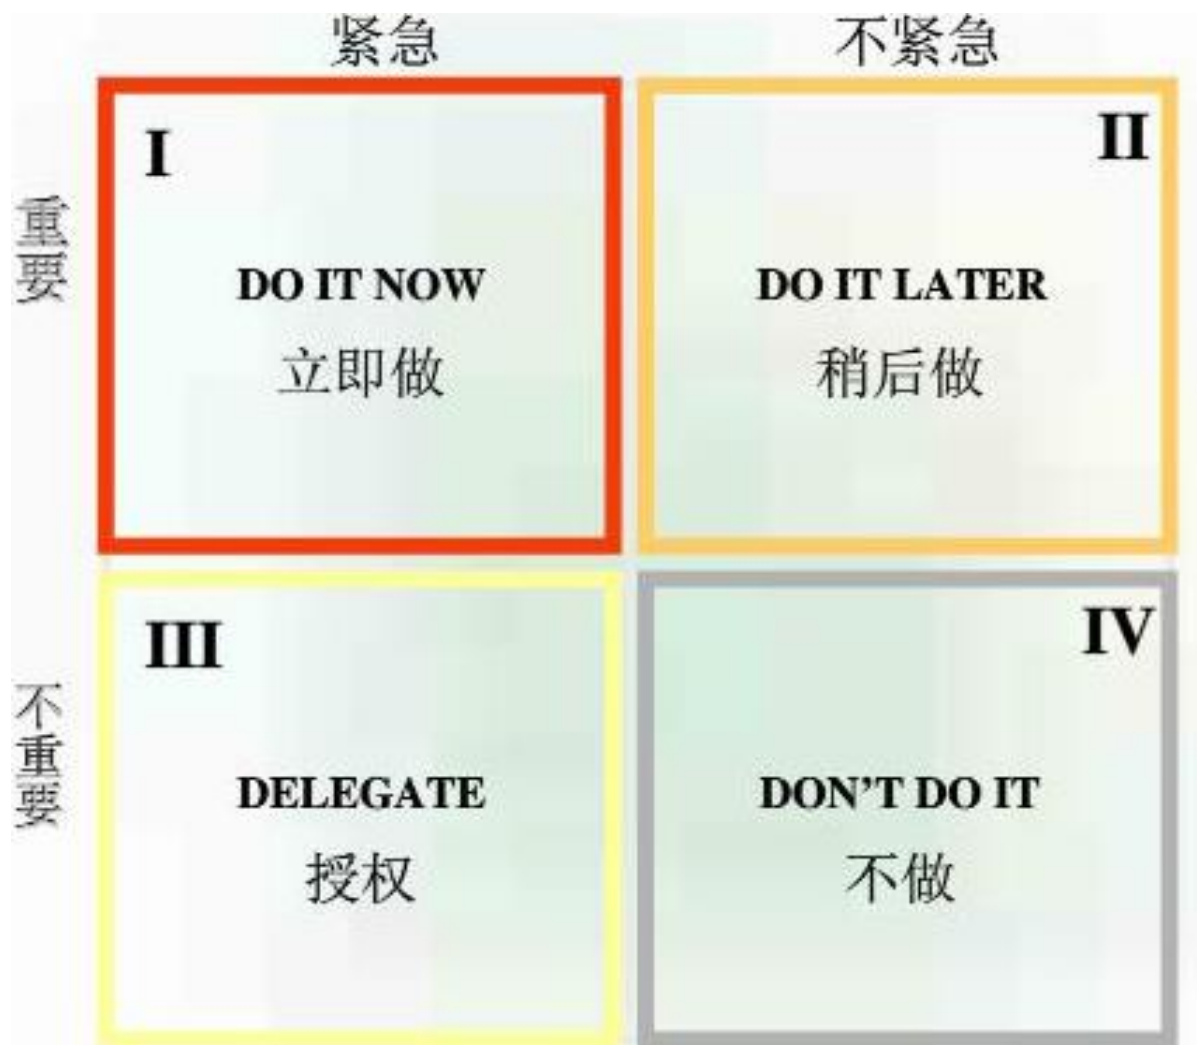 紧急
不紧急
重要
I
DO IT NOW
立即做
II
DO IT LATER
稍后做
不重要
III
DELEGATE
授权
IV
DON’T DO IT
不做